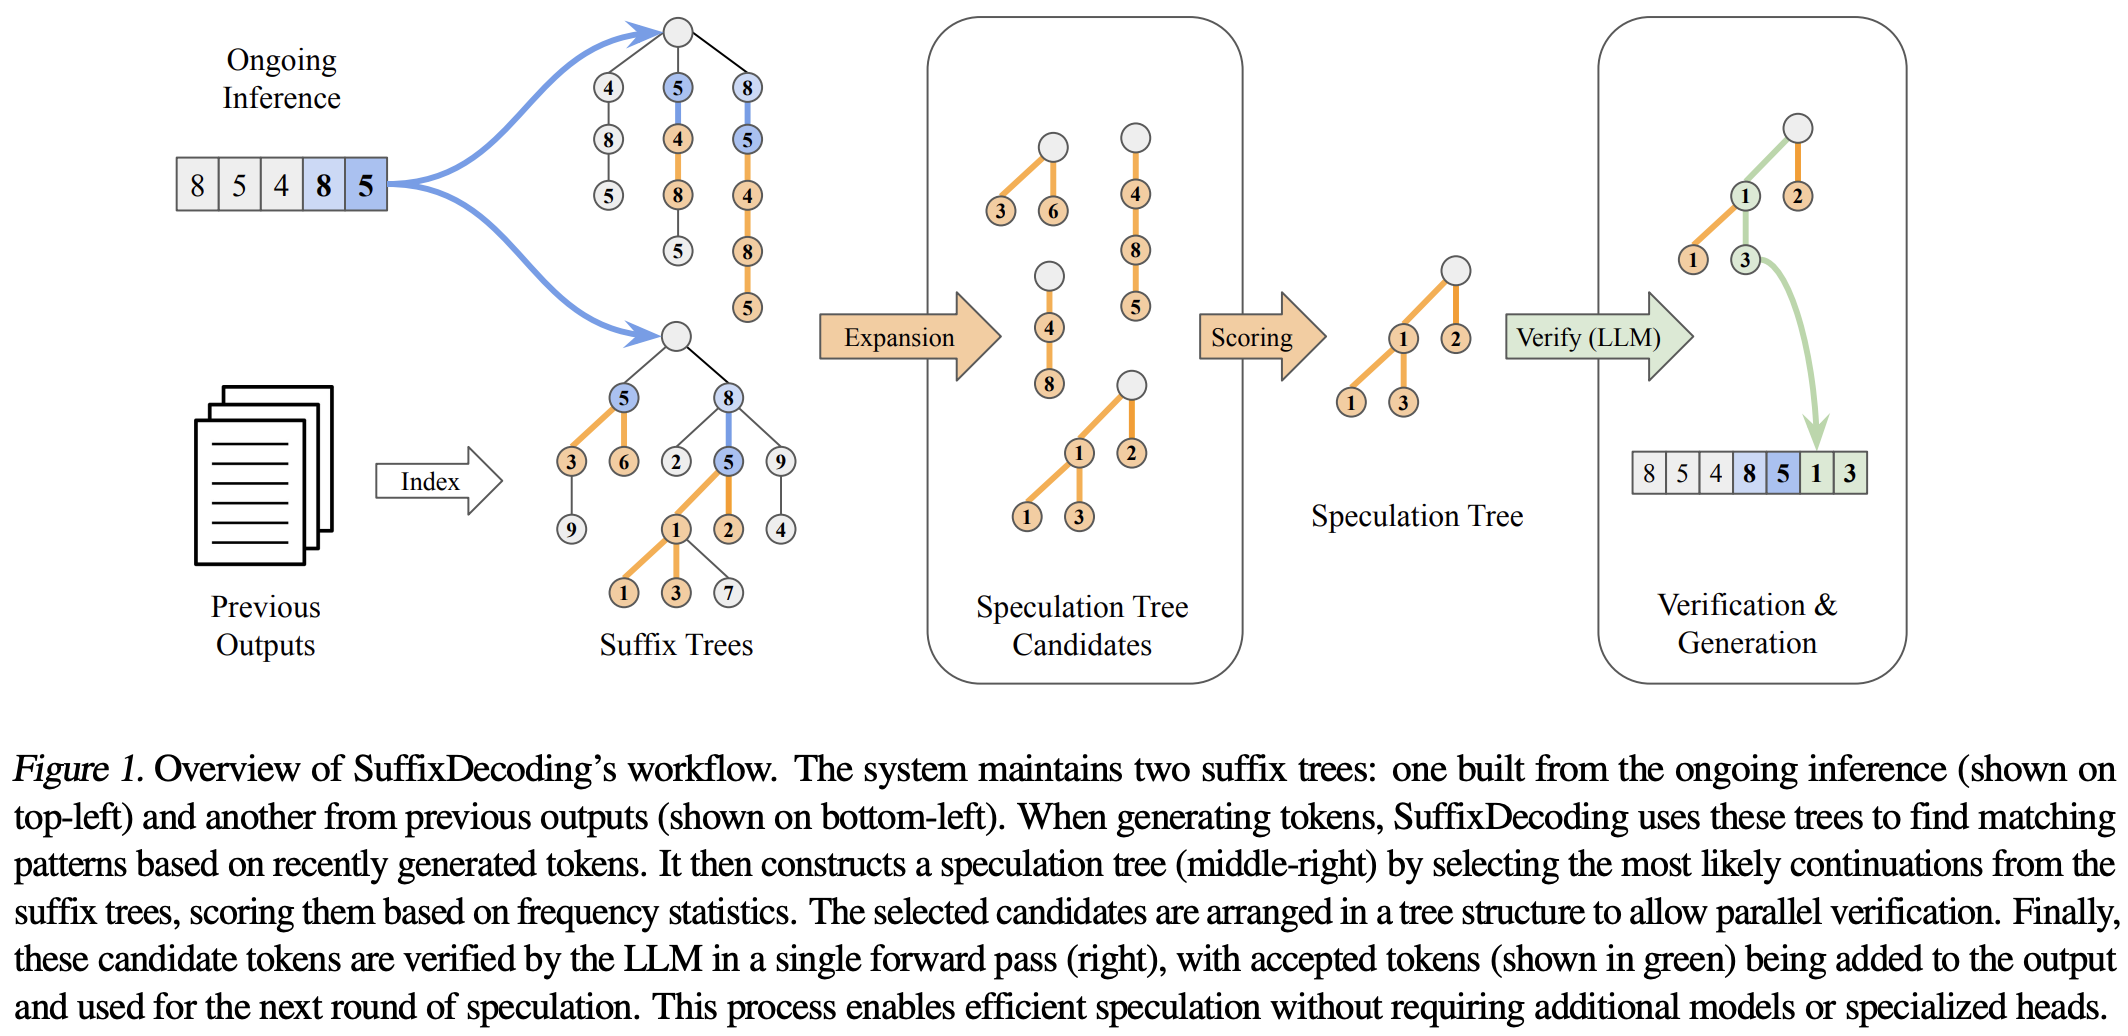 Ongoing
Inference
8 5 4 8 5
4 5 8
8 4 5
5 8 4
5 8
5
5 8
3 6 2 5 9
9 1 2 4
1 3 7
Index
Previous
Outputs
Suffix Trees
Expansion
3 6
4
8
5
4
8
1 2
1 3
Speculation Tree
Candidates
Scoring
1 2
1 3
Speculation Tree
Verify (LLM)
1 2
1 3
8 5 4 8 5 1 3
Verification &
Generation
Figure 1. Overview of SuffixDecoding's workflow. The system maintains two suffix trees: one built from the ongoing inference (shown on
top-left) and another from previous outputs (shown on bottom-left). When generating tokens, SuffixDecoding uses these trees to find matching
patterns based on recently generated tokens. It then constructs a speculation tree (middle-right) by selecting the most likely continuations from the
suffix trees, scoring them based on frequency statistics. The selected candidates are arranged in a tree structure to allow parallel verification. Finally,
these candidate tokens are verified by the LLM in a single forward pass (right), with accepted tokens (shown in green) being added to the output
and used for the next round of speculation. This process enables efficient speculation without requiring additional models or specialized heads.